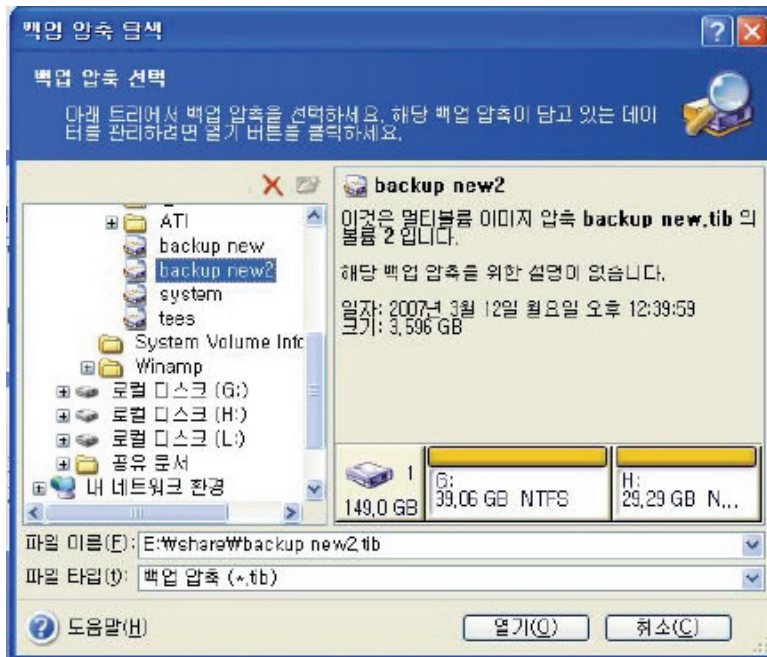 백업 압축 탐색
백업 압축 선택
아래 트리에서 백업 압축을 선택하세요. 해당 백업 압축이 담고 있는 데이
터를 관리하려면 열기 버튼을 클릭하세요.
ATI
backup new
backup new2
system
tees
System Volume Infc
Winamp
로컬 디스크 (G:)
로컬 디스크 (H:)
로컬 디스크 (L:)
공유 문서
내 네트워크 환경
backup new2
이것은 멀티볼륨 이미지 압축 backup new.tib 의
볼륨 2 입니다.
해당 백업 압축을 위한 설명이 없습니다.
일자: 2007년 3월 12일 월요일 오후 12:39:59
크기: 3,596 GB
1
149,0 GB
G:
39,06 GB NTFS
H:
29,29 GB N...
파일 이름(F):
E:₩share₩backup new2.tib
파일 타입(t):
백업 압축 (*.tib)
도움말(H)
열기(O)
취소(C)